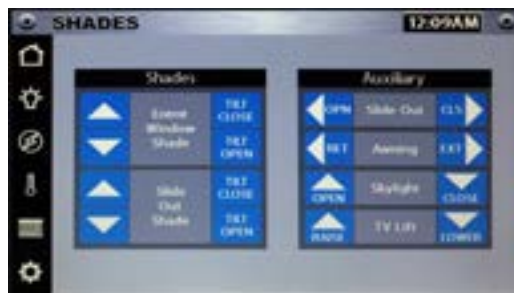 SHADES
12:09AM
Shades
Window
Shade
TILT
CLOSE
TILT
OPEN
Slide
Out
Shade
TILT
CLOSE
TILT
OPEN
Auxiliary
OPN Slide Out CLS
RET Awning EXT
OPEN Skylight CLOSE
RAISE TV Lift LOWER